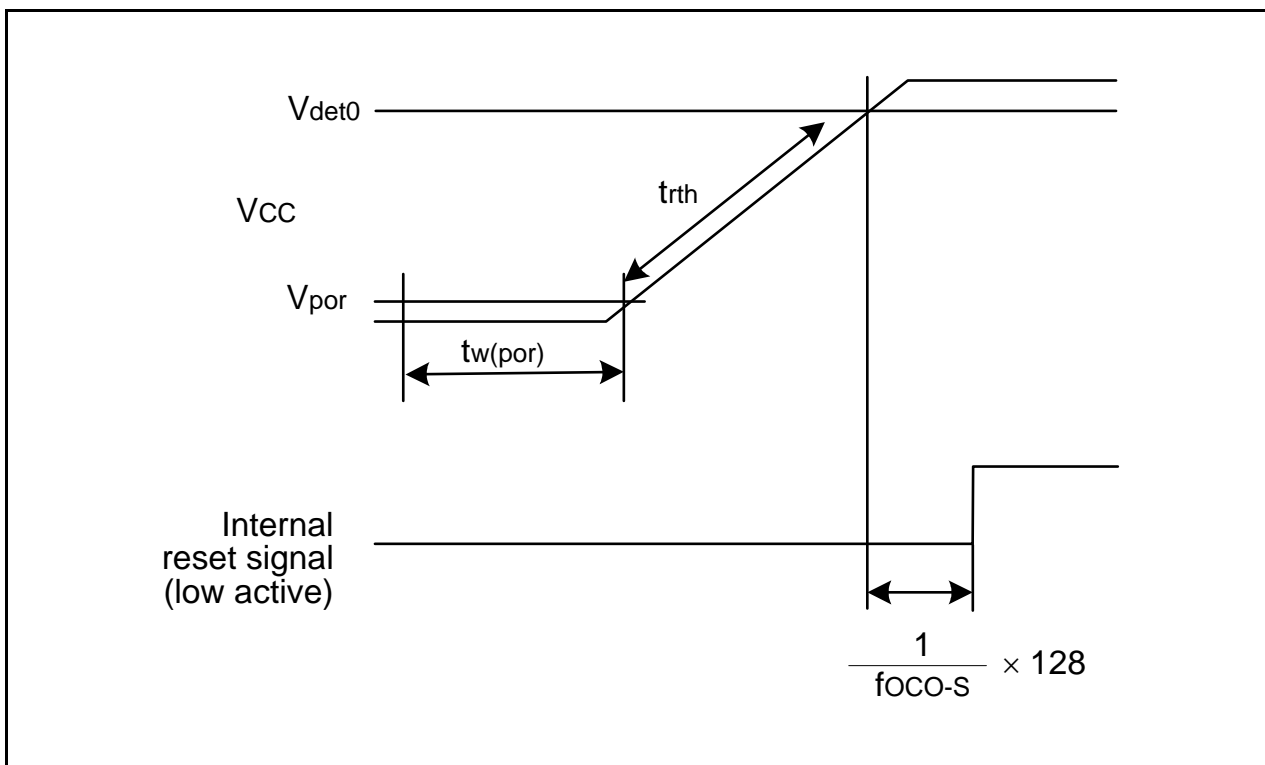 Vdet0
trth
VCC
Vpor
tw(por)
Internal
reset signal
(low active)
1
fOCO-S
× 128